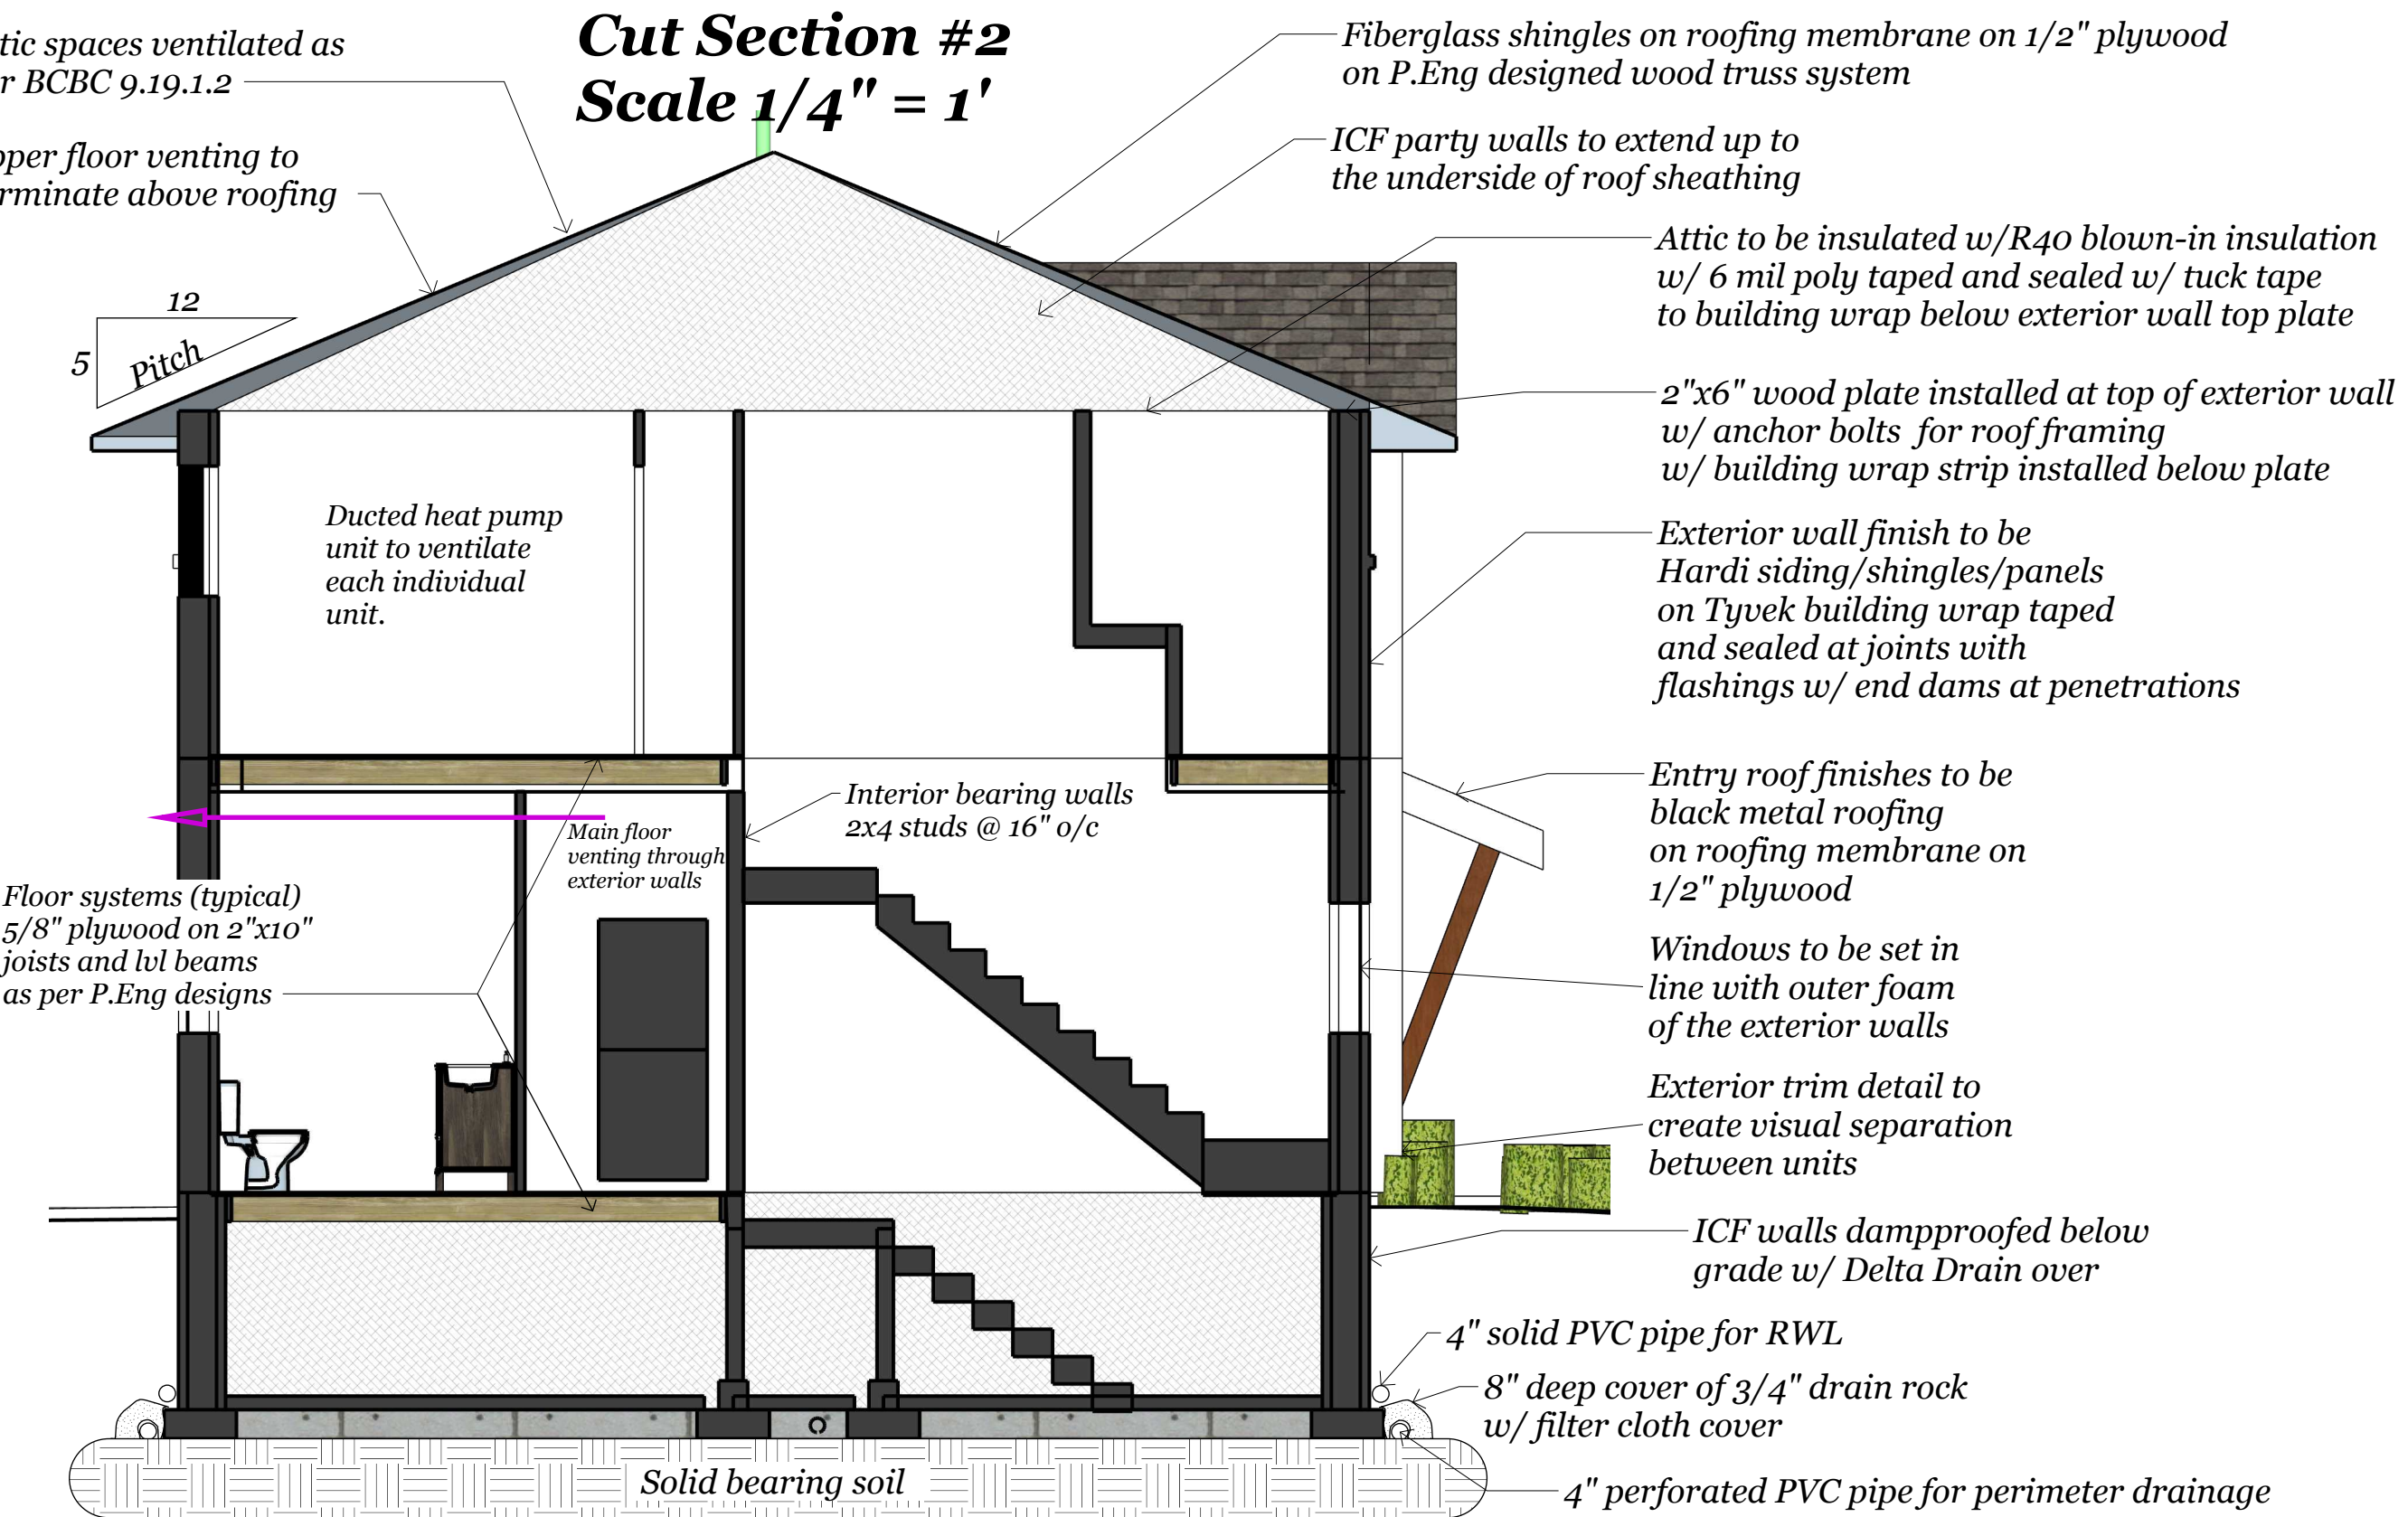 Cut Section #2
Scale 1/4" = 1'
tic spaces ventilated as
r BCBC 9.19.1.2
pper floor venting to
rminate above roofing
12
5
Pitch
Fiberglass shingles on roofing membrane on 1/2" plywood
on P.Eng designed wood truss system
ICF party walls to extend up to
the underside of roof sheathing
Attic to be insulated w/R40 blown-in insulation
w/ 6 mil poly taped and sealed w/ tuck tape
to building wrap below exterior wall top plate
2"x6" wood plate installed at top of exterior wall
w/ anchor bolts for roof framing
w/ building wrap strip installed below plate
Ducted heat pump
unit to ventilate
each individual
unit.
Exterior wall finish to be
Hardi siding/shingles/panels
on Tyvek building wrap taped
and sealed at joints with
flashings w/ end dams at penetrations
Interior bearing walls
2x4 studs @ 16" o/c
Main floor
venting through
exterior walls
Entry roof finishes to be
black metal roofing
on roofing membrane on
1/2" plywood
Floor systems (typical)
5/8" plywood on 2"x10"
joists and lvl beams
as per P.Eng designs
Windows to be set in
line with outer foam
of the exterior walls
Exterior trim detail to
create visual separation
between units
ICF walls dampproofed below
grade w/ Delta Drain over
4" solid PVC pipe for RWL
8" deep cover of 3/4" drain rock
w/ filter cloth cover
Solid bearing soil
4" perforated PVC pipe for perimeter drainage